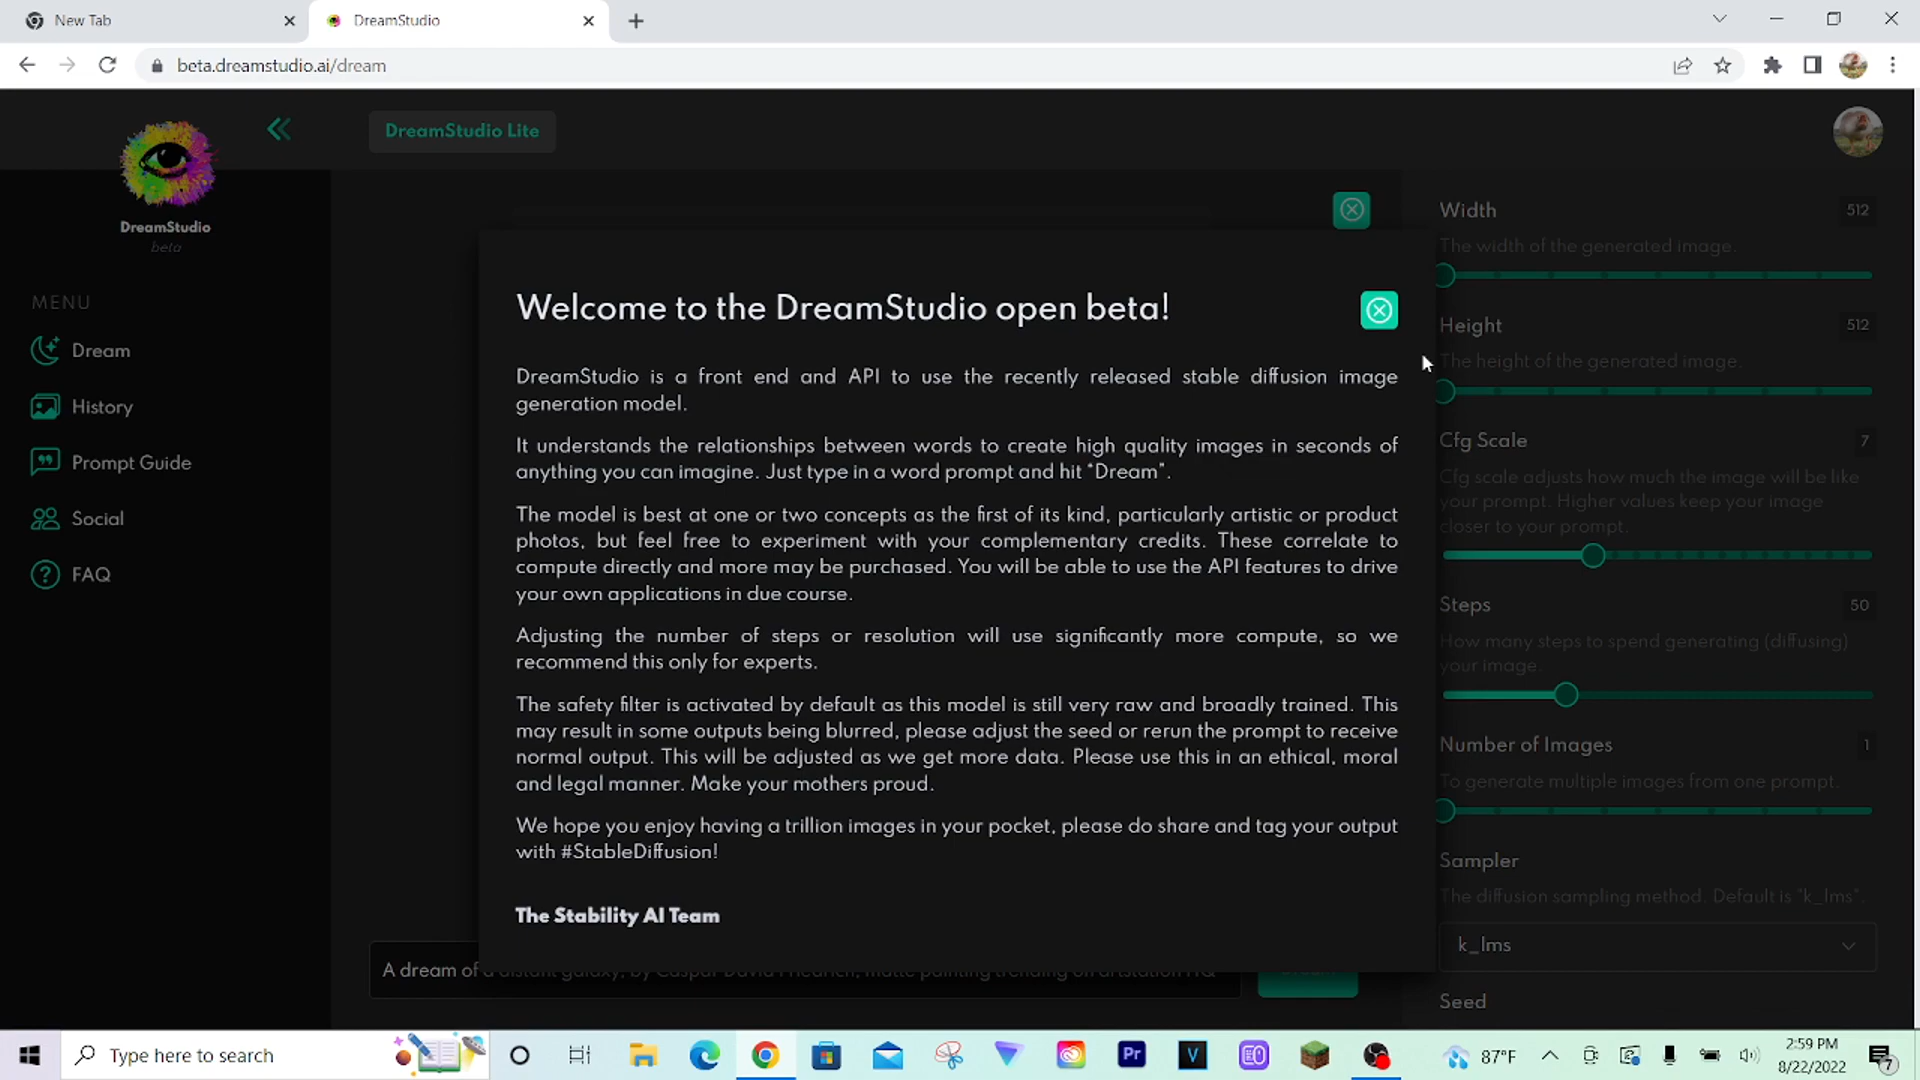 New Tab
DreamStudio
beta.dreamstudio.ai/dream
DreamStudio Lite
DreamStudio
beta
MENU
Dream
History
Prompt Guide
Social
FAQ
Welcome to the DreamStudio open beta!
DreamStudio is a front end and API to use the recently released stable diffusion image
generation model.
It understands the relationships between words to create high quality images in seconds of
anything you can imagine. Just type in a word prompt and hit "Dream".
The model is best at one or two concepts as the first of its kind, particularly artistic or product
photos, but feel free to experiment with your complementary credits. These correlate to
compute directly and more may be purchased. You will be able to use the API features to drive
your own applications in due course.
Adjusting the number of steps or resolution will use significantly more compute, so we
recommend this only for experts.
The safety filter is activated by default as this model is still very raw and broadly trained. This
may result in some outputs being blurred, please adjust the seed or rerun the prompt to receive
normal output. This will be adjusted as we get more data. Please use this in an ethical, moral
and legal manner. Make your mothers proud.
We hope you enjoy having a trillion images in your pocket, please do share and tag your output
with #StableDiffusion!
The Stability AI Team
A dream of a distant galaxy, by Caspar David Friedrich, matte painting trending on artstation HQ
Width 512
The width of the generated image.
Height 512
The height of the generated image.
Cfg Scale 7
Cfg scale adjusts how much the image will be like
your prompt. Higher values keep your image
closer to your prompt.
Steps 50
How many steps to spend generating (diffusing)
your image.
Number of Images 1
To generate multiple images from one prompt.
Sampler
The diffusion sampling method. Default is "k_lms".
k_lms
Seed
Type here to search
Pr
V
87°F
2:59 PM
8/22/2022
7